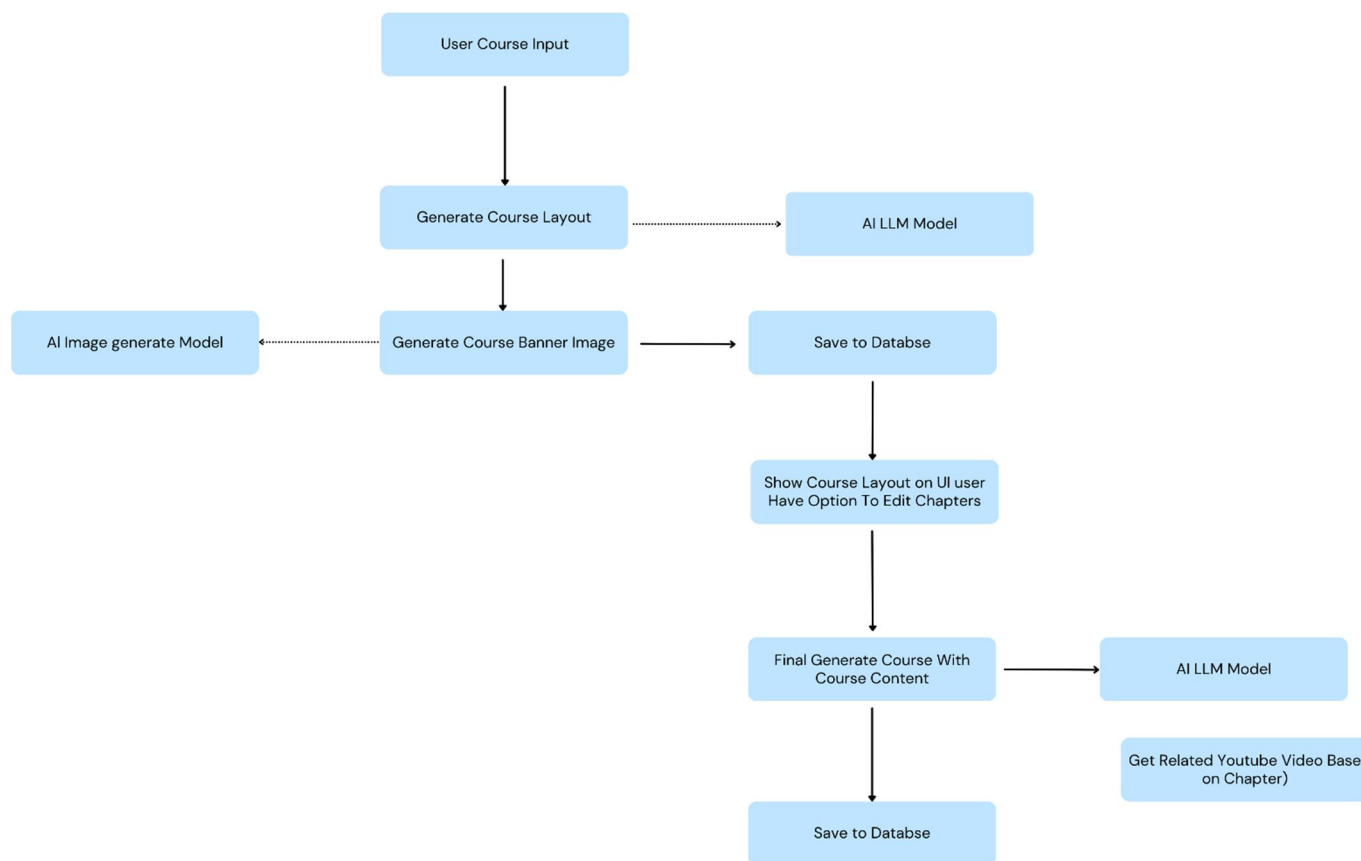 User Course Input
Generate Course Layout
AI LLM Model
AI Image generate Model
Generate Course Banner Image
Save to Databse
Show Course Layout on UI user
Have Option To Edit Chapters
Final Generate Course With
Course Content
AI LLM Model
Get Related Youtube Video Base
on Chapter)
Save to Databse